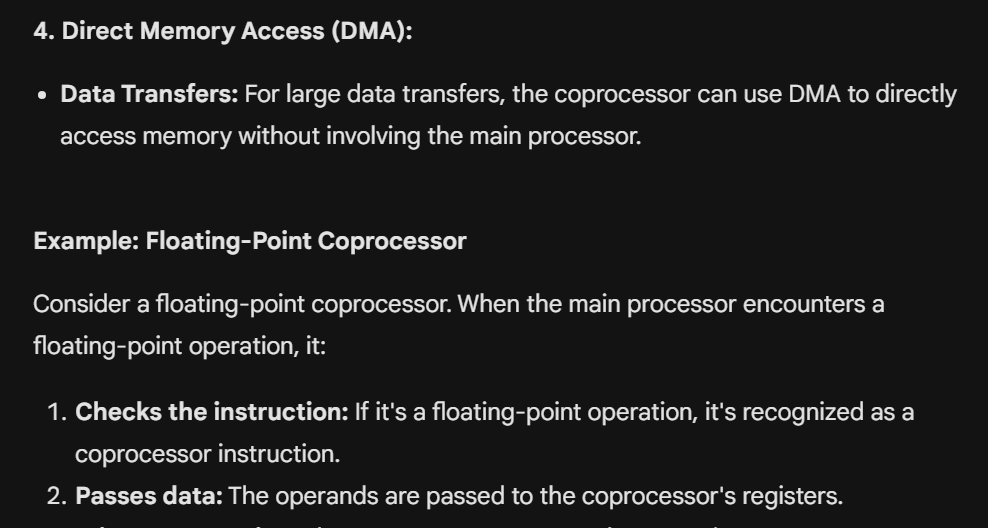 4. Direct Memory Access (DMA):
• Data Transfers: For large data transfers, the coprocessor can use DMA to directly
access memory without involving the main processor.
Example: Floating-Point Coprocessor
Consider a floating-point coprocessor. When the main processor encounters a
floating-point operation, it:
1. Checks the instruction: If it's a floating-point operation, it's recognized as a
coprocessor instruction.
2. Passes data: The operands are passed to the coprocessor's registers.